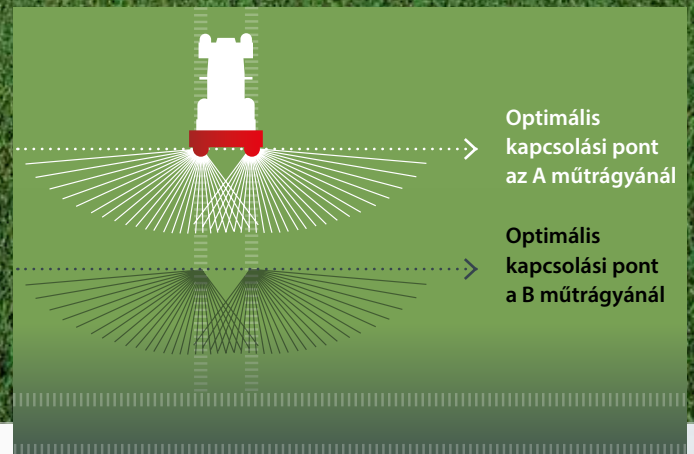 Optimális
kapcsolási pont
az A műtrágyánál
Optimális
kapcsolási pont
a B műtrágyánál